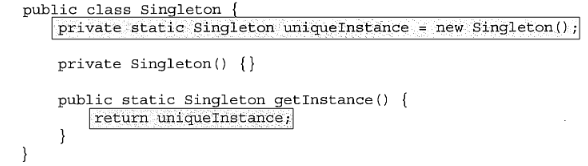 public class Singleton {
private static Singleton uniqueInstance = new Singleton();
private Singleton() {}
public static Singleton getInstance() {
return uniqueInstance;
}
}